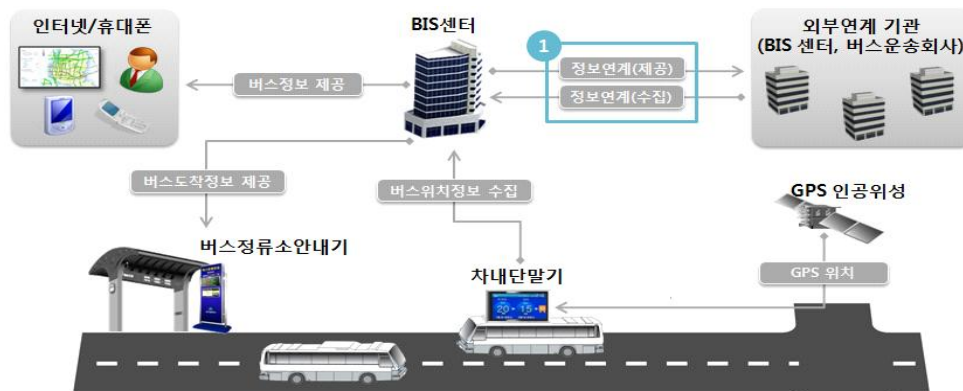 인터넷/휴대폰
BIS센터
외부연계 기관
(BIS 센터, 버스운송회사)
1
정보연계(제공)
버스정보 제공
정보연계(수집)
버스도착정보 제공
버스위치정보 수집
GPS 인공위성
버스정류소안내기
차내단말기
GPS 위치